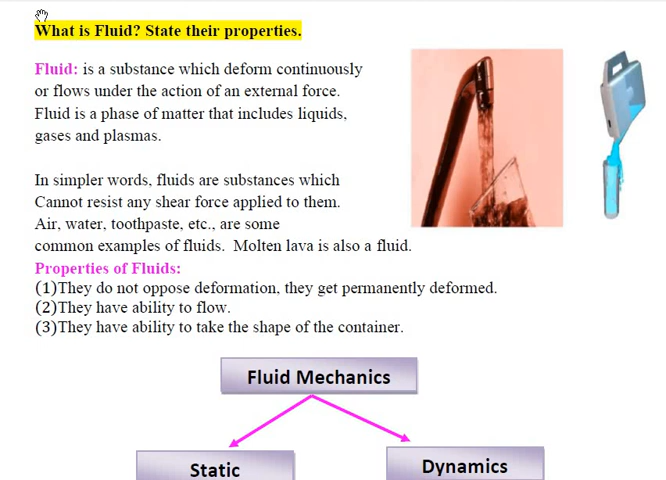 What is Fluid? State their properties.
Fluid: is a substance which deform continuously
or flows under the action of an external force.
Fluid is a phase of matter that includes liquids,
gases and plasmas.
In simpler words, fluids are substances which
Cannot resist any shear force applied to them.
Air, water, toothpaste, etc., are some
common examples of fluids. Molten lava is also a fluid.
Properties of Fluids:
(1)They do not oppose deformation, they get permanently deformed.
(2)They have ability to flow.
(3)They have ability to take the shape of the container.
Fluid Mechanics
Static
Dynamics